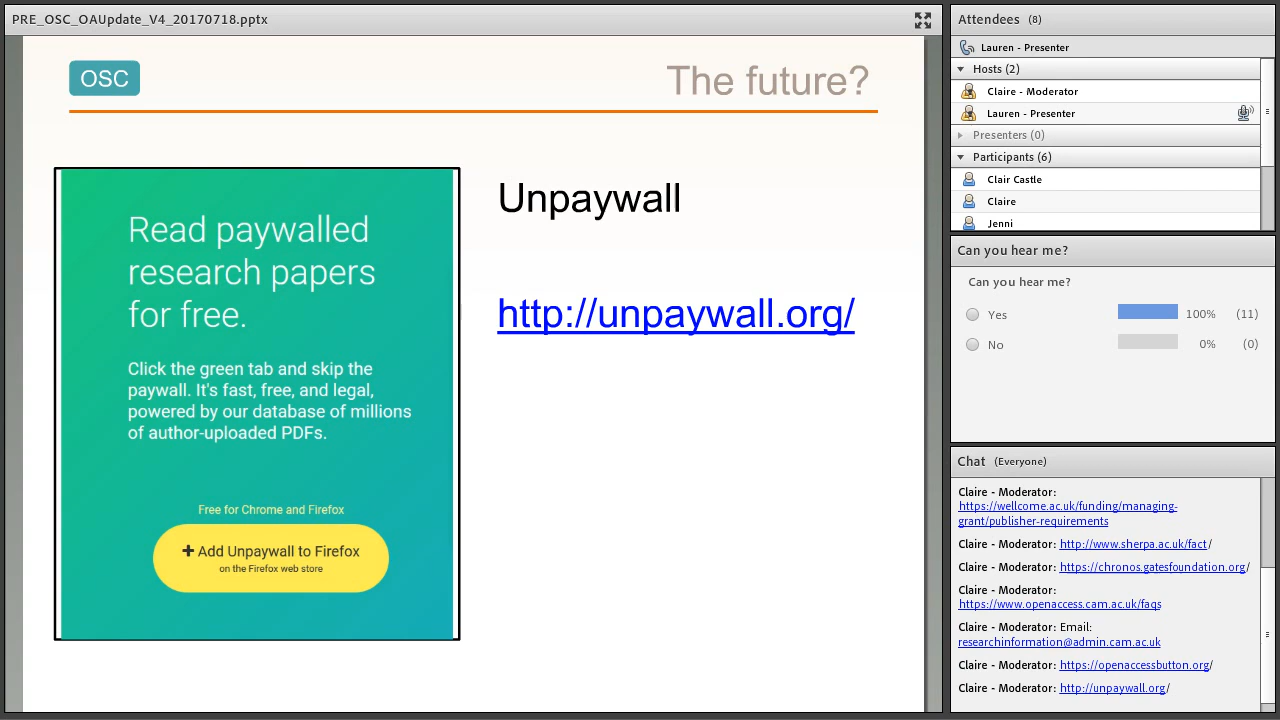 PRE_OSC_OAUpdate_V4_20170718.pptx
OSC
The future?
Read paywalled
research papers
for free.
Click the green tab and skip the
paywall. It's fast, free, and legal,
powered by our database of millions
of author-uploaded PDFs.
Free for Chrome and Firefox
+ Add Unpaywall to Firefox
on the Firefox web store
Unpaywall
http://unpaywall.org/
Attendees (8)
Lauren - Presenter
Hosts (2)
Claire - Moderator
Lauren - Presenter
Presenters (0)
Participants (6)
Clair Castle
Claire
Jenni
Can you hear me?
Can you hear me?
Yes 100% (11)
No 0% (0)
Chat (Everyone)
Claire - Moderator:
https://wellcome.ac.uk/funding/managing-
grant/publisher-requirements
Claire - Moderator: http://www.sherpa.ac.uk/fact/
Claire - Moderator: https://chronos.gatesfoundation.org/
Claire - Moderator:
https://www.openaccess.cam.ac.uk/faqs
Claire - Moderator: Email:
researchinformation@admin.cam.ac.uk
Claire - Moderator: https://openaccessbutton.org/
Claire - Moderator: http://unpaywall.org/